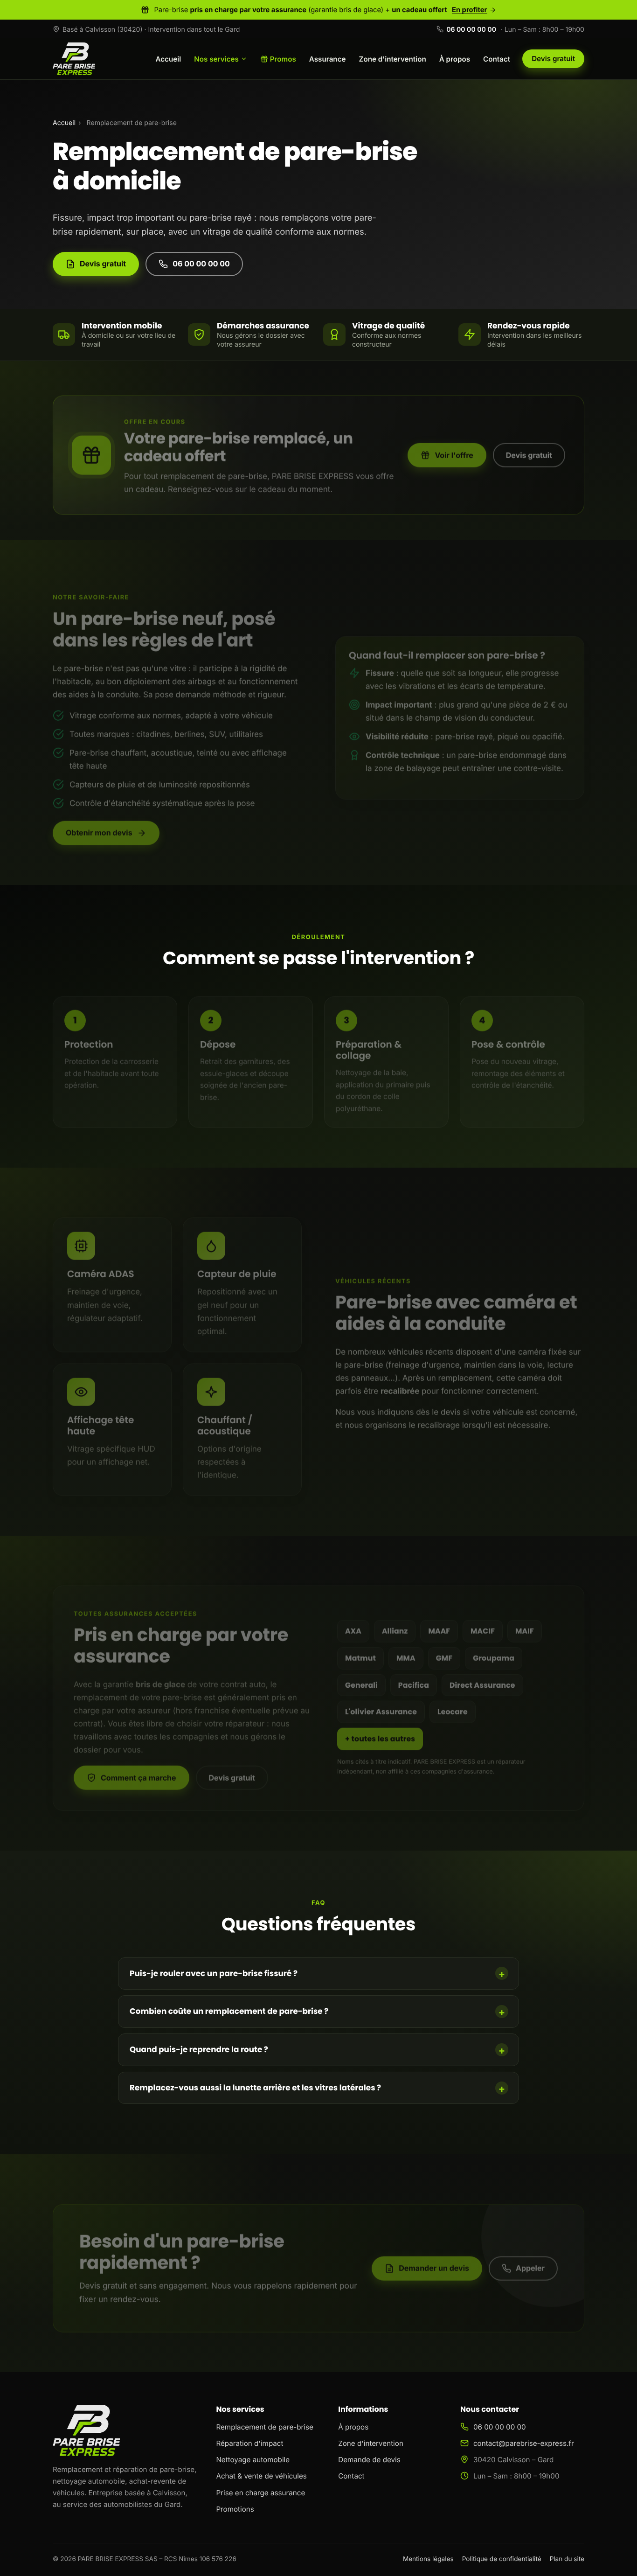 Pare-brise pris en charge par votre assurance (garantie bris de glace) + un cadeau offert En profiter →
Basé à Calvisson (30420) · Intervention dans tout le Gard
06 00 00 00 00 · Lun – Sam : 8h00 – 19h00
PARE BRISE
EXPRESS
Accueil
Nos services
Promos
Assurance
Zone d'intervention
À propos
Contact
Devis gratuit
Accueil › Remplacement de pare-brise
Remplacement de pare-brise
à domicile
Fissure, impact trop important ou pare-brise rayé : nous remplaçons votre pare-
brise rapidement, sur place, avec un vitrage de qualité conforme aux normes.
Devis gratuit
06 00 00 00 00
Intervention mobile
À domicile ou sur votre lieu de
travail
Démarches assurance
Nous gérons le dossier avec
votre assureur
Vitrage de qualité
Conforme aux normes
constructeur
Rendez-vous rapide
Intervention dans les meilleurs
délais
OFFRE EN COURS
Votre pare-brise remplacé, un
cadeau offert
Pour tout remplacement de pare-brise, PARE BRISE EXPRESS vous offre
un cadeau. Renseignez-vous sur le cadeau du moment.
Voir l'offre
Devis gratuit
NOTRE SAVOIR-FAIRE
Un pare-brise neuf, posé
dans les règles de l'art
Le pare-brise n'est pas qu'une vitre : il participe à la rigidité de
l'habitacle, au bon déploiement des airbags et au fonctionnement
des aides à la conduite. Sa pose demande méthode et rigueur.
Vitrage conforme aux normes, adapté à votre véhicule
Toutes marques : citadines, berlines, SUV, utilitaires
Pare-brise chauffant, acoustique, teinté ou avec affichage
tête haute
Capteurs de pluie et de luminosité repositionnés
Contrôle d'étanchéité systématique après la pose
Obtenir mon devis →
Quand faut-il remplacer son pare-brise ?
Fissure : quelle que soit sa longueur, elle progresse
avec les vibrations et les écarts de température.
Impact important : plus grand qu'une pièce de 2 € ou
situé dans le champ de vision du conducteur.
Visibilité réduite : pare-brise rayé, piqué ou opacifié.
Contrôle technique : un pare-brise endommagé dans
la zone de balayage peut entraîner une contre-visite.
DÉROULEMENT
Comment se passe l'intervention ?
1
Protection
Protection de la carrosserie
et de l'habitacle avant toute
opération.
2
Dépose
Retrait des garnitures, des
essuie-glaces et découpe
soignée de l'ancien pare-
brise.
3
Préparation &
collage
Nettoyage de la baie,
application du primaire puis
du cordon de colle
polyuréthane.
4
Pose & contrôle
Pose du nouveau vitrage,
remontage des éléments et
contrôle de l'étanchéité.
Caméra ADAS
Freinage d'urgence,
maintien de voie,
régulateur adaptatif.
Capteur de pluie
Repositionné avec un
gel neuf pour un
fonctionnement
optimal.
Affichage tête
haute
Vitrage spécifique HUD
pour un affichage net.
Chauffant /
acoustique
Options d'origine
respectées à
l'identique.
VÉHICULES RÉCENTS
Pare-brise avec caméra et
aides à la conduite
De nombreux véhicules récents disposent d'une caméra fixée sur
le pare-brise (freinage d'urgence, maintien dans la voie, lecture
des panneaux...). Après un remplacement, cette caméra doit
parfois être recalibrée pour fonctionner correctement.
Nous vous indiquons dès le devis si votre véhicule est concerné,
et nous organisons le recalibrage lorsqu'il est nécessaire.
TOUTES ASSURANCES ACCEPTÉES
Pris en charge par votre
assurance
Avec la garantie bris de glace de votre contrat auto, le
remplacement de votre pare-brise est généralement pris en
charge par votre assureur (hors franchise éventuelle prévue au
contrat). Vous êtes libre de choisir votre réparateur : nous
travaillons avec toutes les compagnies et nous gérons le
dossier pour vous.
Comment ça marche
Devis gratuit
AXA
Allianz
MAAF
MACIF
MAIF
Matmut
MMA
GMF
Groupama
Generali
Pacifica
Direct Assurance
L'olivier Assurance
Leocare
+ toutes les autres
Noms cités à titre indicatif. PARE BRISE EXPRESS est un réparateur
indépendant, non affilié à ces compagnies d'assurance.
FAQ
Questions fréquentes
Puis-je rouler avec un pare-brise fissuré ?
+
Combien coûte un remplacement de pare-brise ?
+
Quand puis-je reprendre la route ?
+
Remplacez-vous aussi la lunette arrière et les vitres latérales ?
+
Besoin d'un pare-brise
rapidement ?
Devis gratuit et sans engagement. Nous vous rappelons rapidement pour
fixer un rendez-vous.
Demander un devis
Appeler
PARE BRISE
EXPRESS
Remplacement et réparation de pare-brise,
nettoyage automobile, achat-revente de
véhicules. Entreprise basée à Calvisson,
au service des automobilistes du Gard.
Nos services
Remplacement de pare-brise
Réparation d'impact
Nettoyage automobile
Achat & vente de véhicules
Prise en charge assurance
Promotions
Informations
À propos
Zone d'intervention
Demande de devis
Contact
Nous contacter
06 00 00 00 00
contact@parebrise-express.fr
30420 Calvisson – Gard
Lun – Sam : 8h00 – 19h00
© 2026 PARE BRISE EXPRESS SAS – RCS Nîmes 106 576 226
Mentions légales
Politique de confidentialité
Plan du site